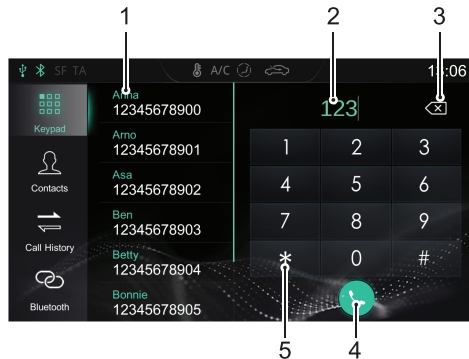 1
2
3
SF TA
A/C
13:06
Keypad
Contacts
Call History
Bluetooth
Anna
12345678900
Arno
12345678901
Asa
12345678902
Ben
12345678903
Betty
12345678904
Bonnie
12345678905
123
1 2 3
4 5 6
7 8 9
* 0 #
5
4